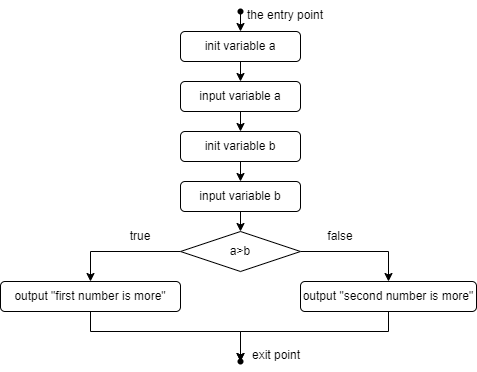 the entry point
init variable a
input variable a
init variable b
input variable b
true
false
a>b
output "first number is more"
output "second number is more"
exit point